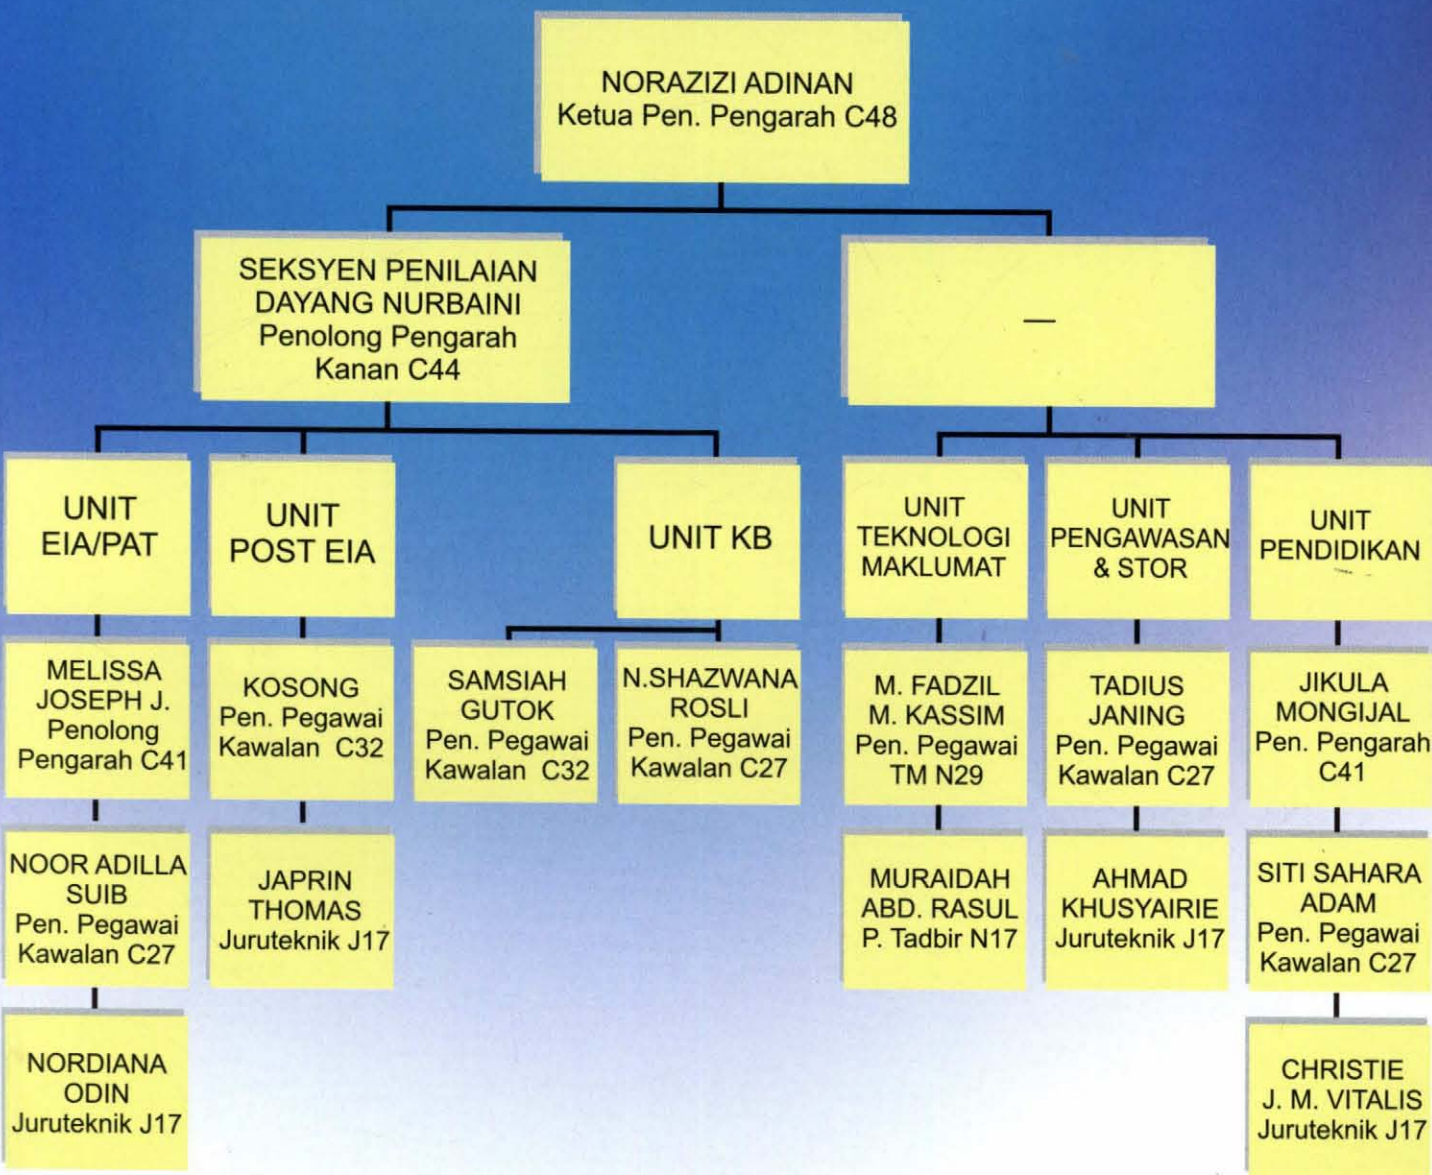 NORAZIZI ADINAN
Ketua Pen. Pengarah C48
SEKSYEN PENILAIAN
DAYANG NURBAINI
Penolong Pengarah
Kanan C44
—
UNIT
EIA/PAT
UNIT
POST EIA
UNIT KB
UNIT
TEKNOLOGI
MAKLUMAT
UNIT
PENGAWASAN
& STOR
UNIT
PENDIDIKAN
MELISSA
JOSEPH J.
Penolong
Pengarah C41
KOSONG
Pen. Pegawai
Kawalan C32
SAMSIAH
GUTOK
Pen. Pegawai
Kawalan C32
N.SHAZWANA
ROSLI
Pen. Pegawai
Kawalan C27
M. FADZIL
M. KASSIM
Pen. Pegawai
TM N29
TADIUS
JANING
Pen. Pegawai
Kawalan C27
JIKULA
MONGIJAL
Pen. Pengarah
C41
NOOR ADILLA
SUIB
Pen. Pegawai
Kawalan C27
JAPRIN
THOMAS
Juruteknik J17
MURAIDAH
ABD. RASUL
P. Tadbir N17
AHMAD
KHUSYAIRIE
Juruteknik J17
SITI SAHARA
ADAM
Pen. Pegawai
Kawalan C27
NORDIANA
ODIN
Juruteknik J17
CHRISTIE
J. M. VITALIS
Juruteknik J17